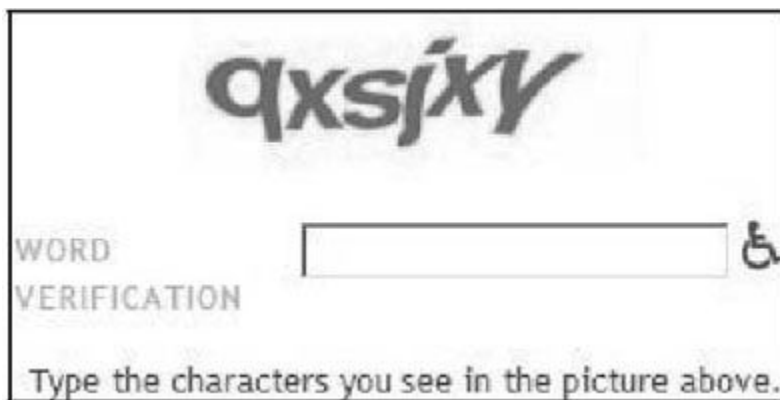 qxsjxy
WORD
VERIFICATION
Type the characters you see in the picture above.